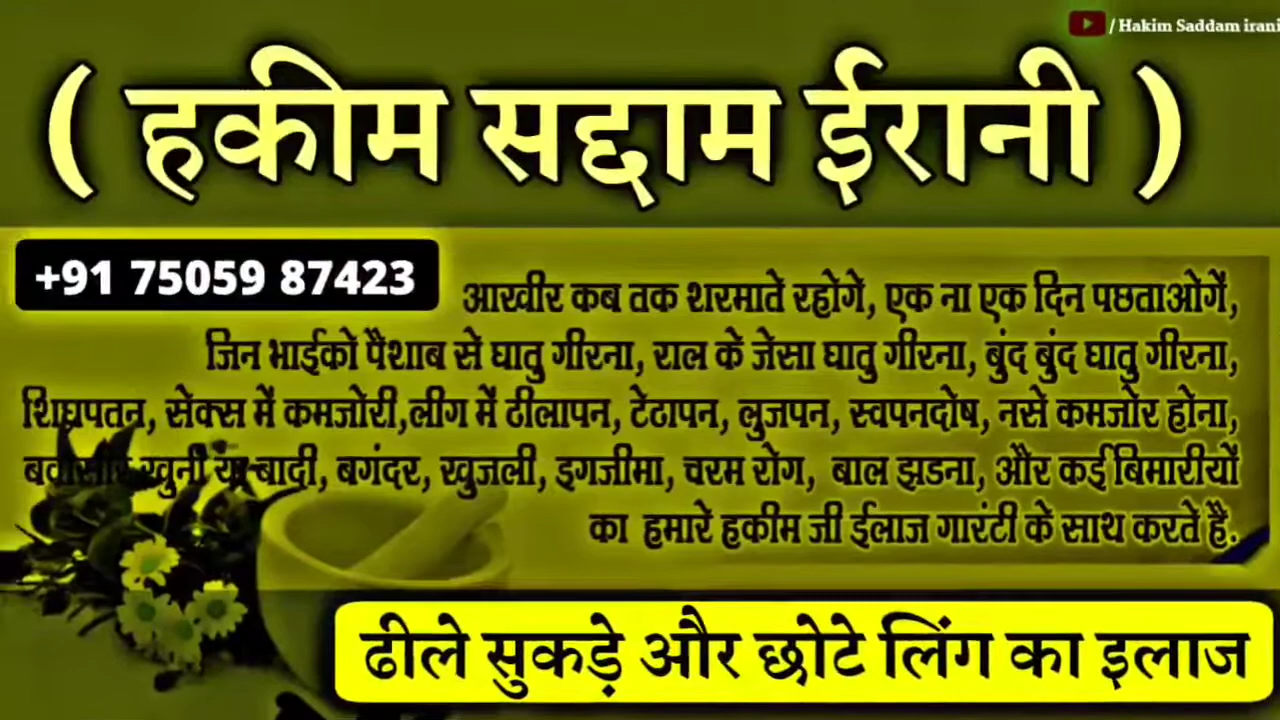 / Hakim Saddam irani
( हकीम सद्दाम ईरानी )
+91 75059 87423
आखीर कब तक शरमाते रहोगे, एक ना एक दिन पछताओगें,
जिन भाईको पैशाब से घातु गीरना, राल के जेसा घातु गीरना, बुंद बुंद घातु गीरना,
शिघ्रपतन, सेक्स में कमजोरी,लींग में ढीलापन, टेढापन, लुजपन, स्वपनदोष, नसे कमजोर होना,
बवासीर खुनी या बादी, बगंदर, खुजली, इगजीमा, चरम रोग, बाल झडना, और कई बिमारीयों
का हमारे हकीम जी ईलाज गारंटी के साथ करते है.
ढीले सुकड़े और छोटे लिंग का इलाज